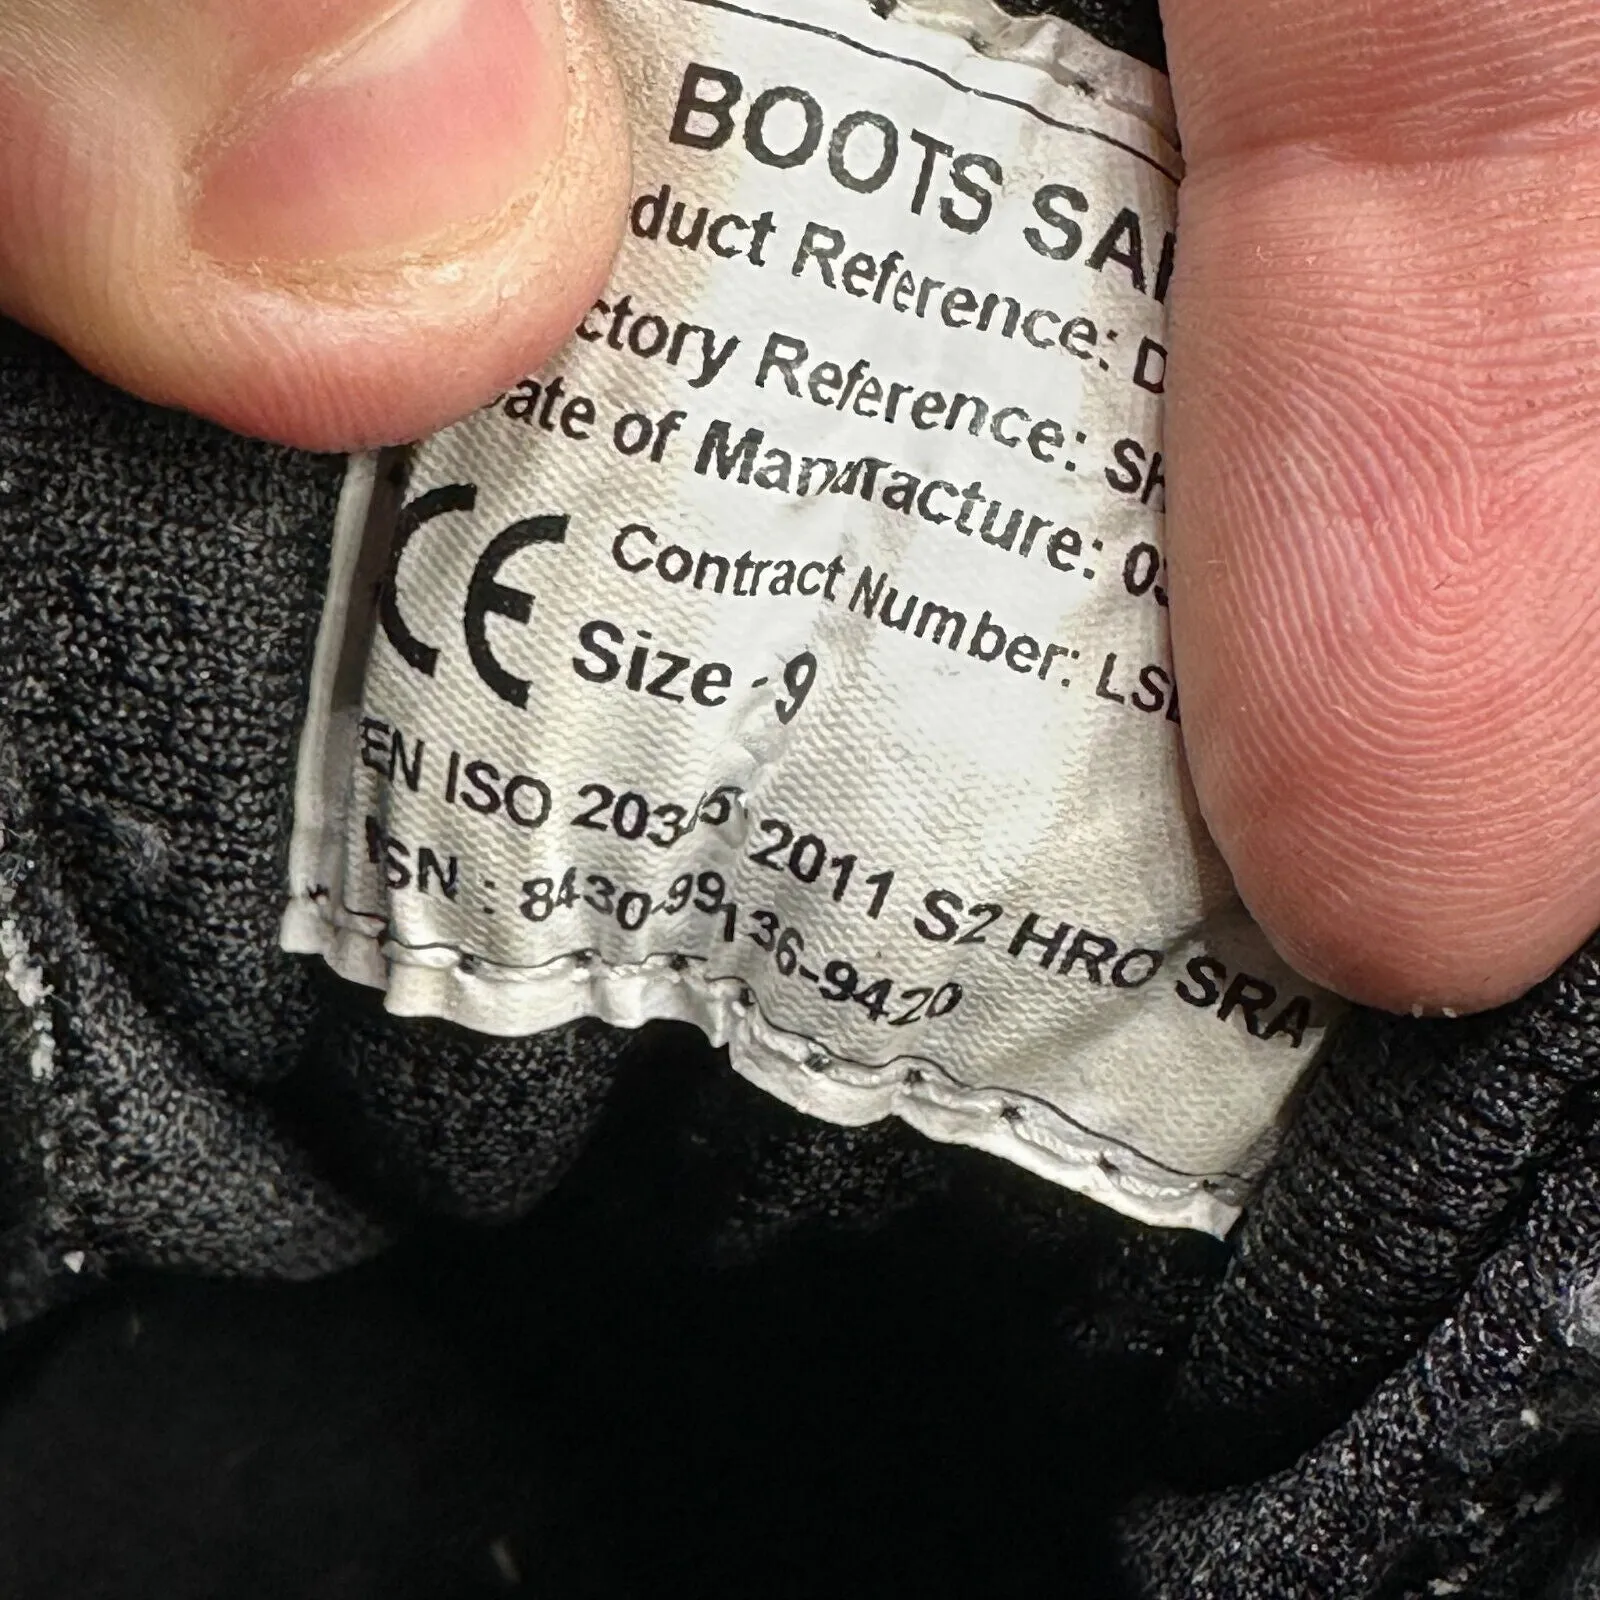 BOOTS SA
duct Reference: D
ctory Reference: SH
ate of Manufacture: 03
CE Contract Number: LS
Size -9
EN ISO 20345 2011 S2 HRO SRA
NSN : 8430-99-136-9420